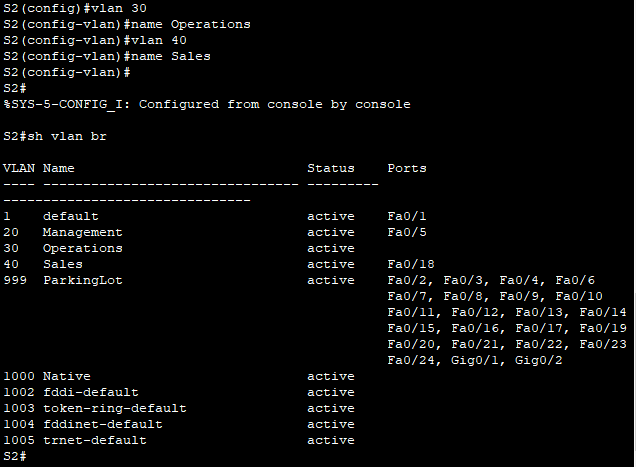 S2(config)#vlan 30
S2(config-vlan)#name Operations
S2(config-vlan)#vlan 40
S2(config-vlan)#name Sales
S2(config-vlan)#
S2#
%SYS-5-CONFIG_I: Configured from console by console
S2#sh vlan br
VLAN Name                             Status    Ports
---- -------------------------------- ---------
-------------------------------
1    default                          active    Fa0/1
20   Management                       active    Fa0/5
30   Operations                       active
40   Sales                            active    Fa0/18
999  ParkingLot                       active    Fa0/2, Fa0/3, Fa0/4, Fa0/6
                                                Fa0/7, Fa0/8, Fa0/9, Fa0/10
                                                Fa0/11, Fa0/12, Fa0/13, Fa0/14
                                                Fa0/15, Fa0/16, Fa0/17, Fa0/19
                                                Fa0/20, Fa0/21, Fa0/22, Fa0/23
                                                Fa0/24, Gig0/1, Gig0/2
1000 Native                           active
1002 fddi-default                     active
1003 token-ring-default               active
1004 fddinet-default                  active
1005 trnet-default                    active
S2#